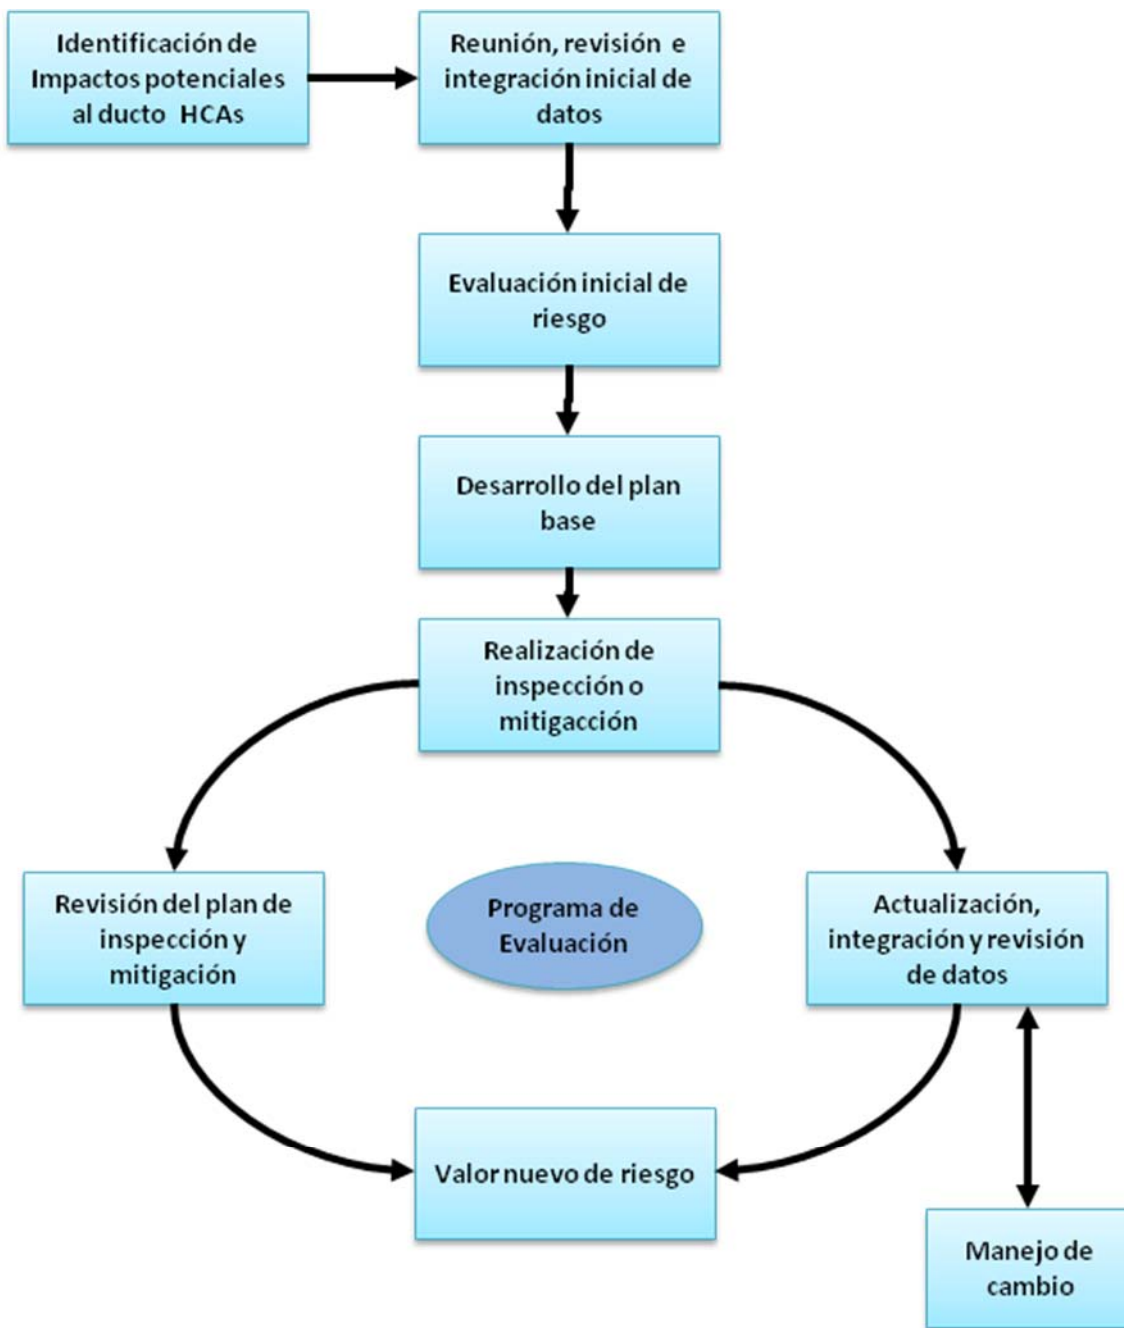 Identificación de
Impactos potenciales
al ducto HCAs
Reunión, revisión e
integración inicial de
datos
Evaluación inicial de
riesgo
Desarrollo del plan
base
Realización de
inspección o
mitigacción
Revisión del plan de
inspección y
mitigación
Programa de
Evaluación
Actualización,
integración y revisión
de datos
Valor nuevo de riesgo
Manejo de
cambio